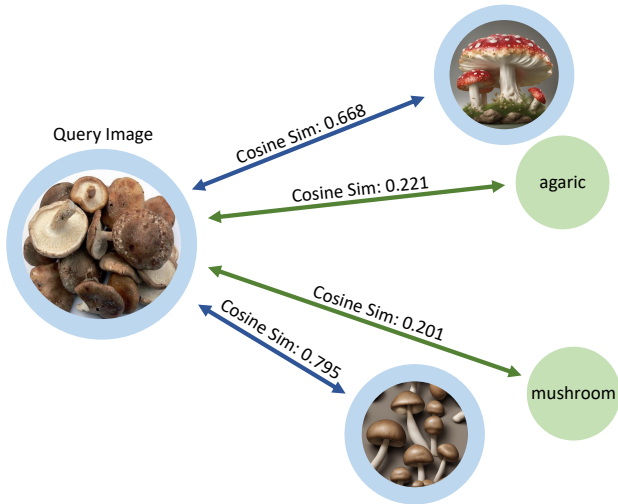 Query Image
Cosine Sim: 0.668
Cosine Sim: 0.221
agaric
Cosine Sim: 0.201
Cosine Sim: 0.795
mushroom